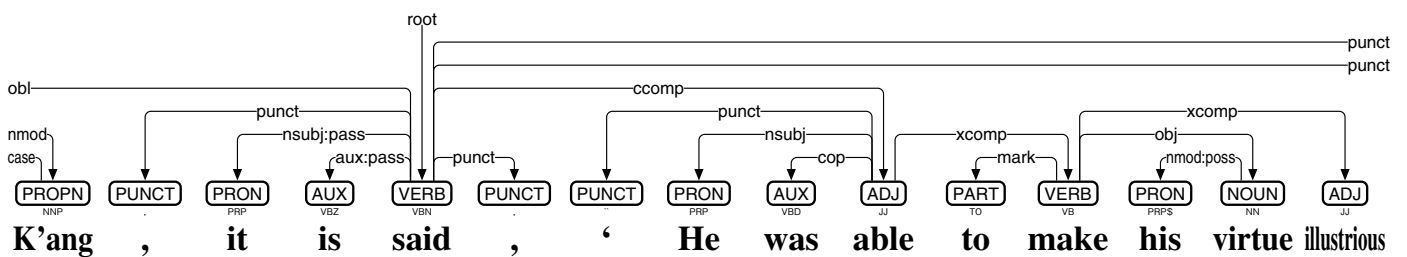 root
punct
punct
obl ccomp
punct punct xcomp
nmod nsubj:pass nsubj xcomp obj
case aux:pass punct cop mark nmod:poss
PROPN PUNCT PRON AUX VERB PUNCT PUNCT PRON AUX ADJ PART VERB PRON NOUN ADJ
NNP , PRP VBZ VBN , `` PRP VBD JJ TO VB PRP$ NN JJ
K’ang , it is said , ‘ He was able to make his virtue illustrious